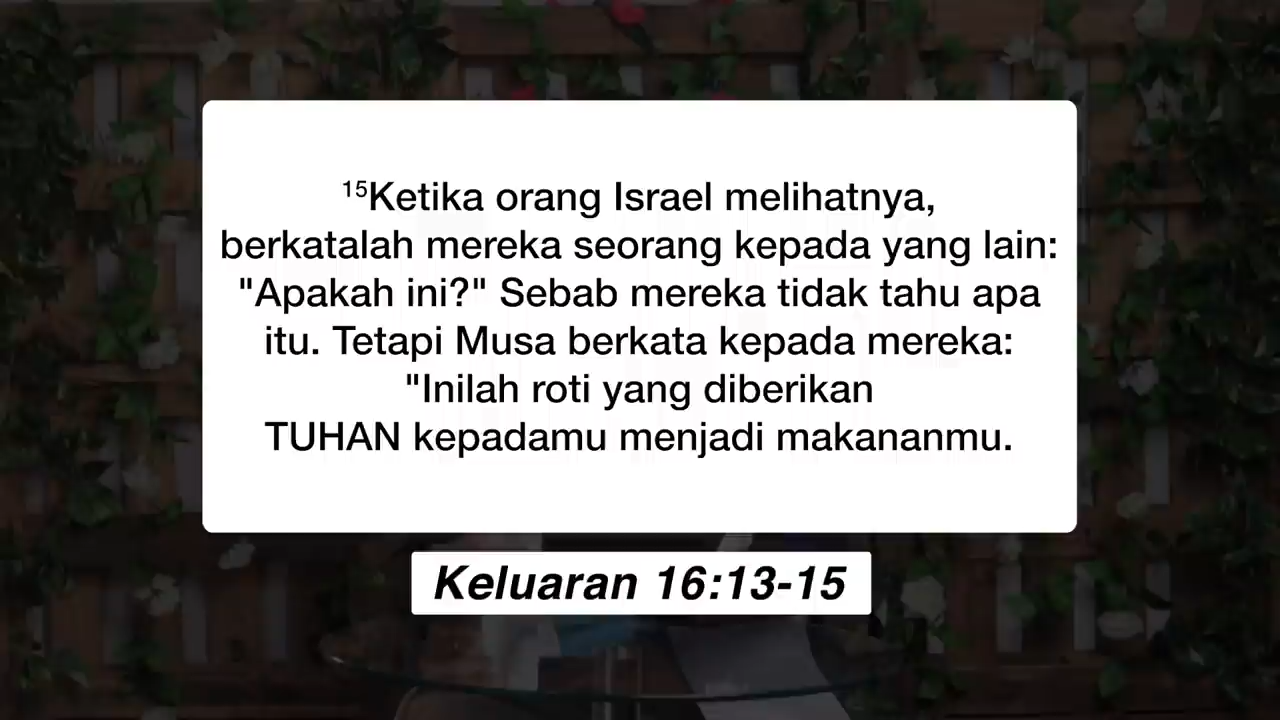 ¹⁵Ketika orang Israel melihatnya,
berkatalah mereka seorang kepada yang lain:
"Apakah ini?" Sebab mereka tidak tahu apa
itu. Tetapi Musa berkata kepada mereka:
"Inilah roti yang diberikan
TUHAN kepadamu menjadi makananmu.
Keluaran 16:13-15